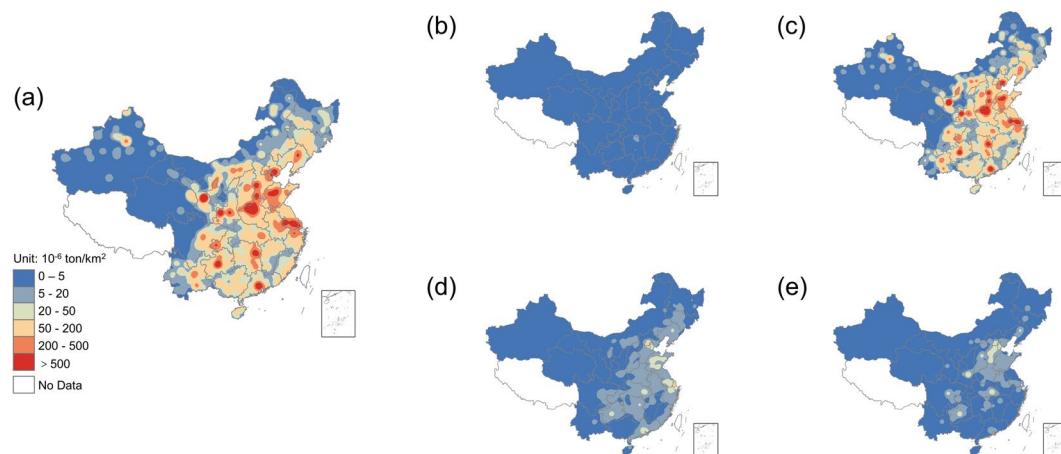 (a)
(b)
(c)
(d)
(e)
Unit: 10⁻⁶ ton/km²
0 – 5
5 - 20
20 - 50
50 - 200
200 - 500
> 500
No Data